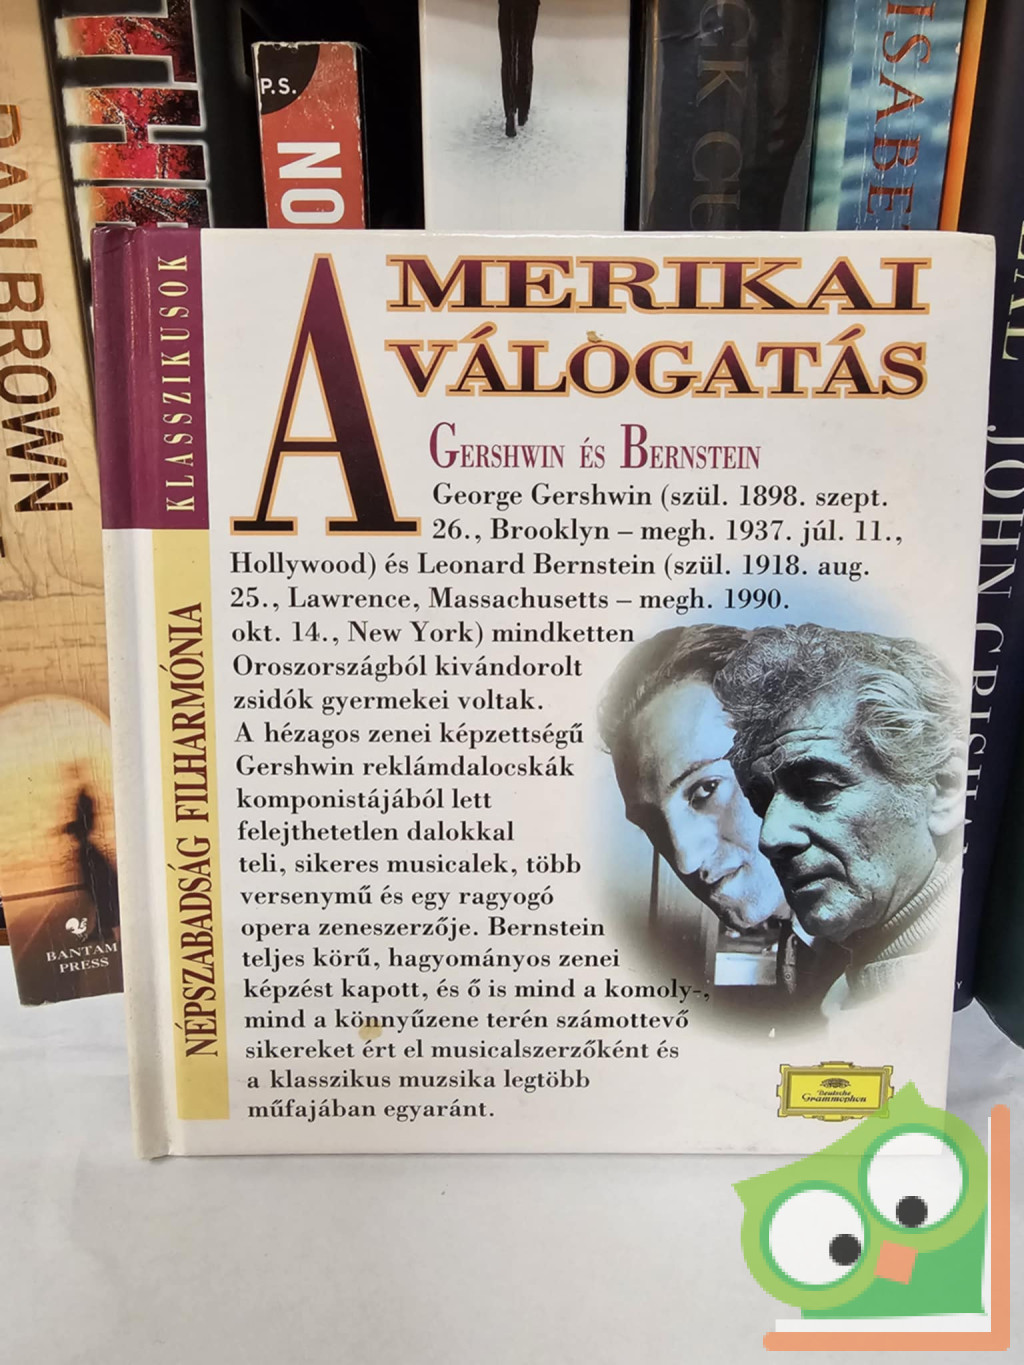 DAN BROWN
BANTAM
PRESS
P.S.
NO
ISABE
JOHN GRISHAM
KLASSZIKUSOK
NÉPSZABADSÁG FILHARMÓNIA
AMERIKAI
VÁLOGATÁS
GERSHWIN ÉS BERNSTEIN
George Gershwin (szül. 1898. szept.
26., Brooklyn – megh. 1937. júl. 11.,
Hollywood) és Leonard Bernstein (szül. 1918. aug.
25., Lawrence, Massachusetts – megh. 1990.
okt. 14., New York) mindketten
Oroszországból kivándorolt
zsidók gyermekei voltak.
A hézagos zenei képzettségű
Gershwin reklámdalocskák
komponistájából lett
felejthetetlen dalokkal
teli, sikeres musicalek, több
versenymű és egy ragyogó
opera zeneszerzője. Bernstein
teljes körű, hagyományos zenei
képzést kapott, és ő is mind a komoly-,
mind a könnyűzene terén számottevő
sikereket ért el musicalszerzőként és
a klasszikus muzsika legtöbb
műfajában egyaránt.
Deutsche
Grammophon